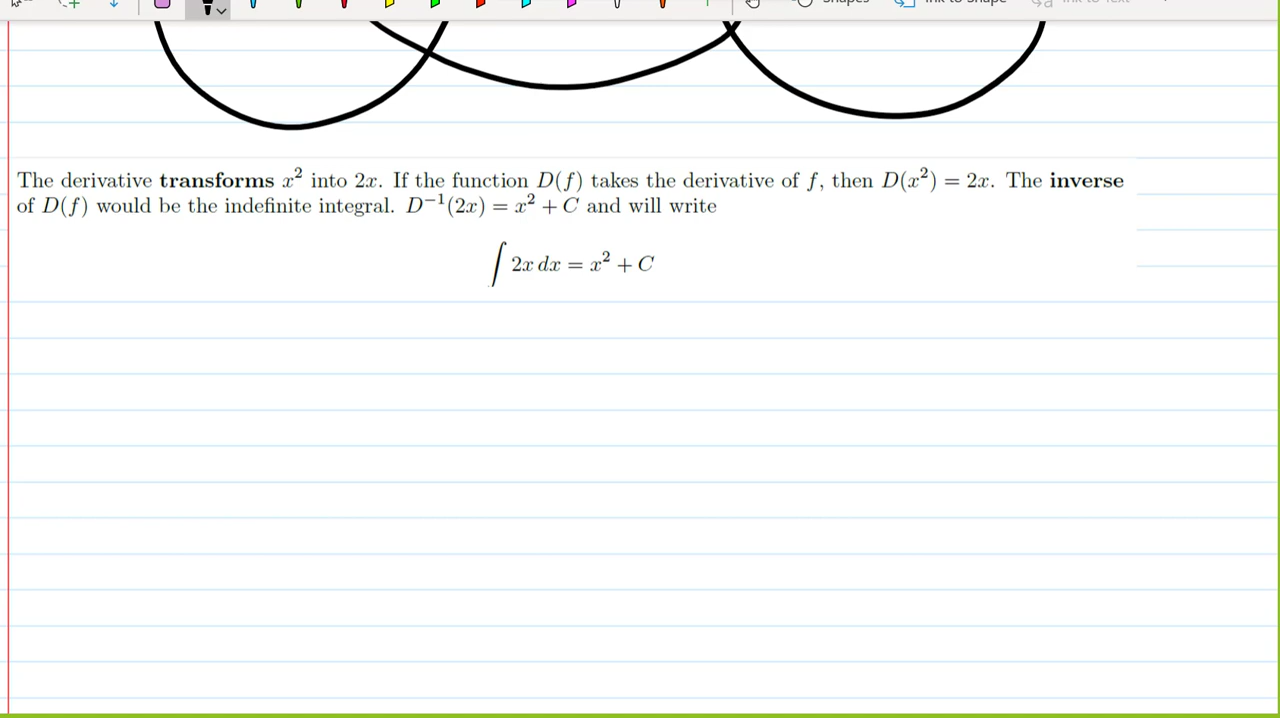 The derivative transforms x² into 2x. If the function D(f) takes the derivative of f, then D(x²) = 2x. The inverse
of D(f) would be the indefinite integral. D⁻¹(2x) = x² + C and will write
∫ 2x dx = x² + C